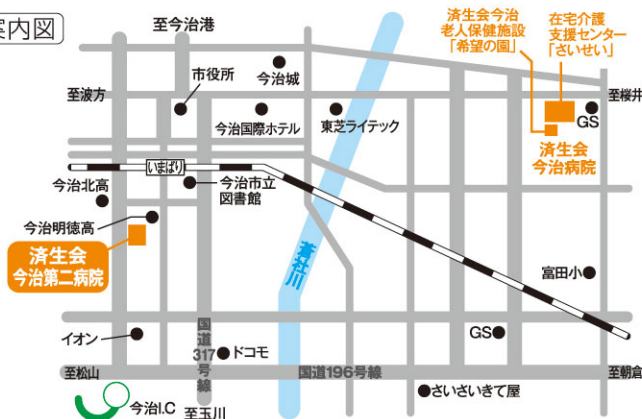 案内図
至今治港
済生会今治
老人保健施設
「希望の園」
在宅介護
支援センター
「さいせい」
市役所
今治城
至波方
至桜井
今治国際ホテル
東芝ライテック
GS
済生会
今治病院
いまばり
今治市立
図書館
今治北高
今治明徳高
済生会
今治第二病院
蒼社川
富田小
イオン
国道
317
号線
ドコモ
GS
至松山
国道196号線
至朝倉
さいさいきて屋
今治I.C
至玉川